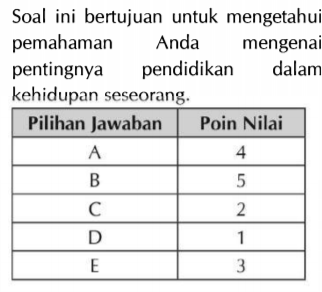 Soal ini bertujuan untuk mengetahui
pemahaman Anda mengenai
pentingnya pendidikan dalam
kehidupan seseorang.
Pilihan Jawaban Poin Nilai
A 4
B 5
C 2
D 1
E 3